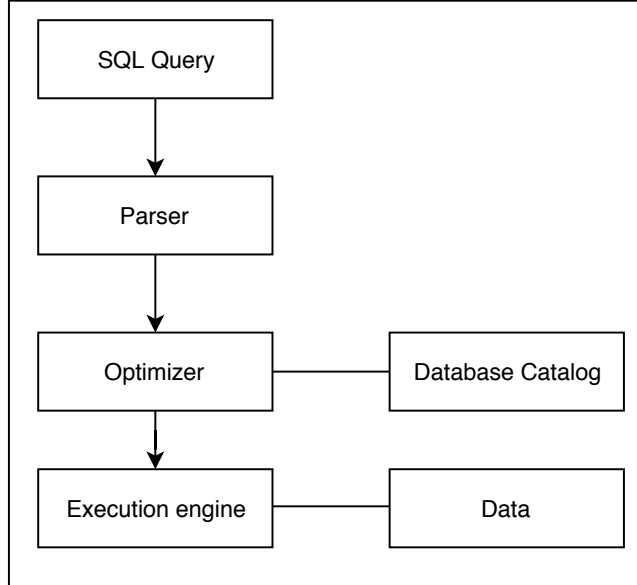 SQL Query
Parser
Optimizer
Database Catalog
Execution engine
Data